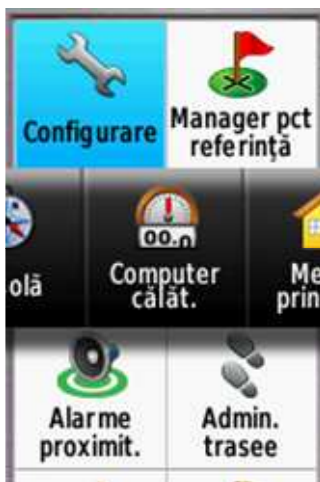 Configurare
Manager pct
referință
00.0
olă
Computer
călăt.
Me
prin
Alarme
proximit.
Admin.
trasee